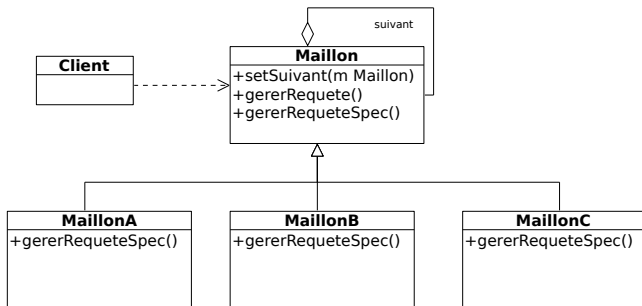 suivant
Client
Maillon
+setSuivant(m Maillon)
+gererRequete()
+gererRequeteSpec()
MaillonA
+gererRequeteSpec()
MaillonB
+gererRequeteSpec()
MaillonC
+gererRequeteSpec()